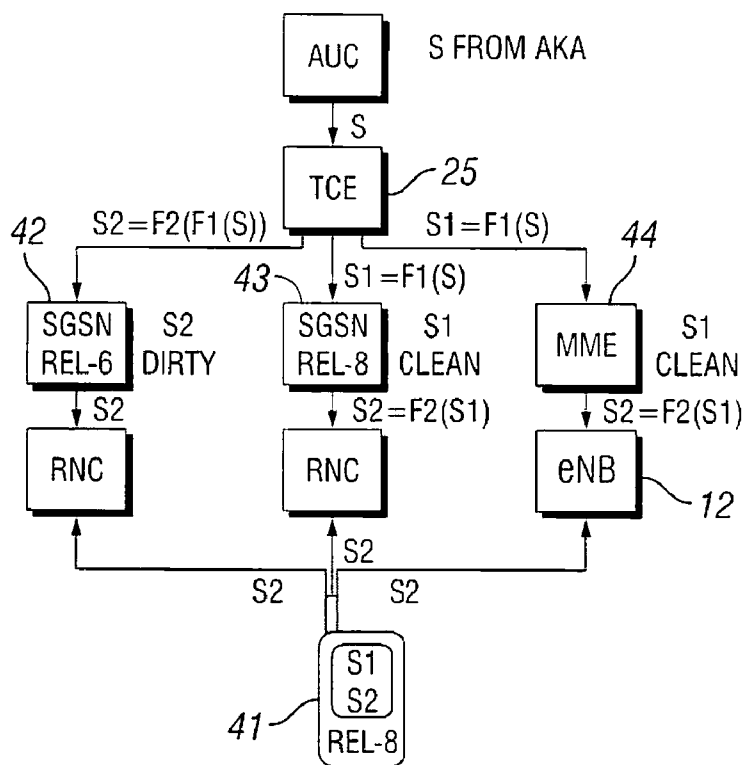 AUC
S FROM AKA
S
TCE
25
S2=F2(F1(S))
S1=F1(S)
S1=F1(S)
42
43
44
SGSN
REL-6
S2
DIRTY
SGSN
REL-8
S1
CLEAN
MME
S1
CLEAN
S2
S2=F2(S1)
S2=F2(S1)
RNC
RNC
eNB
12
S2
S2
S2
S1
S2
41
REL-8